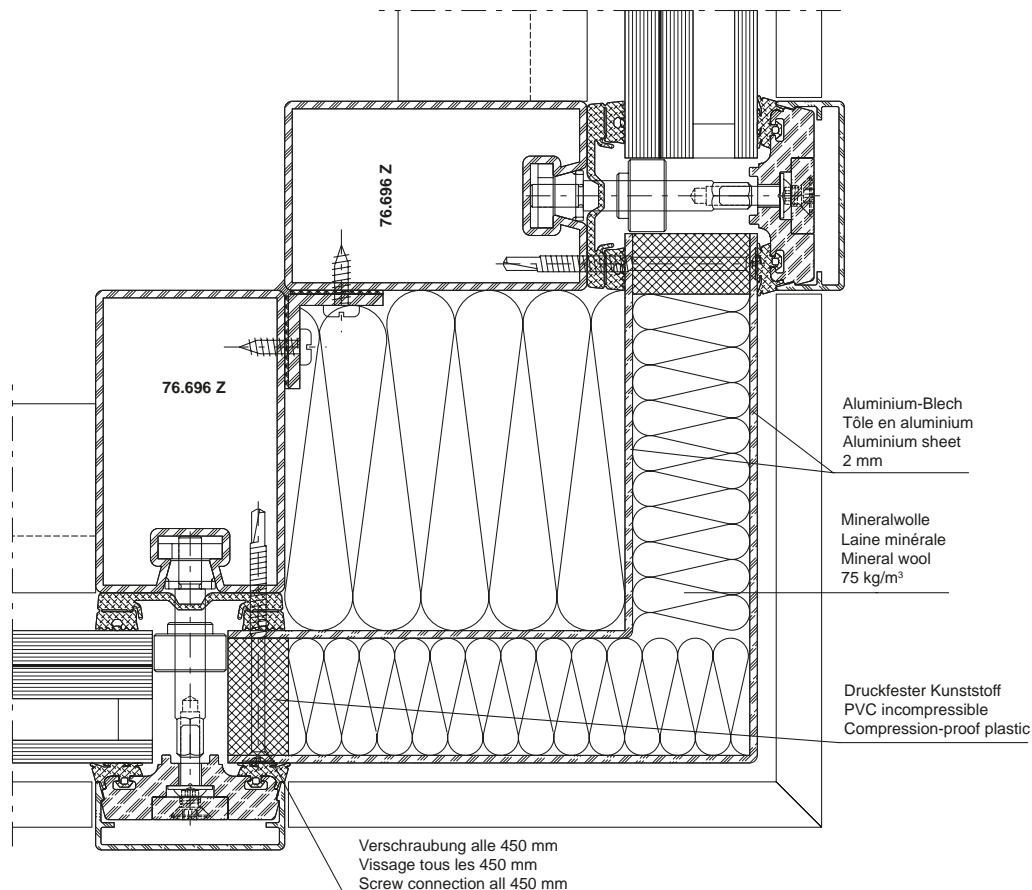 76.696 Z
76.696 Z
Aluminium-Blech
Tôle en aluminium
Aluminium sheet
2 mm
Mineralwolle
Laine minérale
Mineral wool
75 kg/m³
Druckfester Kunststoff
PVC incompressible
Compression-proof plastic
Verschraubung alle 450 mm
Vissage tous les 450 mm
Screw connection all 450 mm